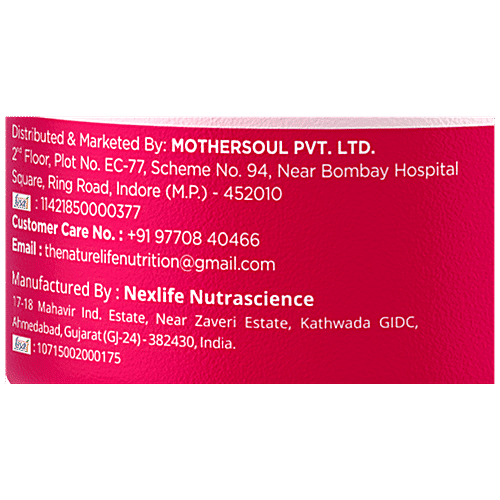 Distributed & Marketed By: MOTHERSOUL PVT. LTD.
2nd Floor, Plot No. EC-77, Scheme No. 94, Near Bombay Hospital
Square, Ring Road, Indore (M.P.) - 452010
fssai : 11421850000377
Customer Care No. : +91 97708 40466
Email : thenaturelifenutrition@gmail.com
Manufactured By : Nexlife Nutrascience
17-18 Mahavir Ind. Estate, Near Zaveri Estate, Kathwada GIDC,
Ahmedabad, Gujarat (GJ-24) - 382430, India.
fssai : 10715002000175